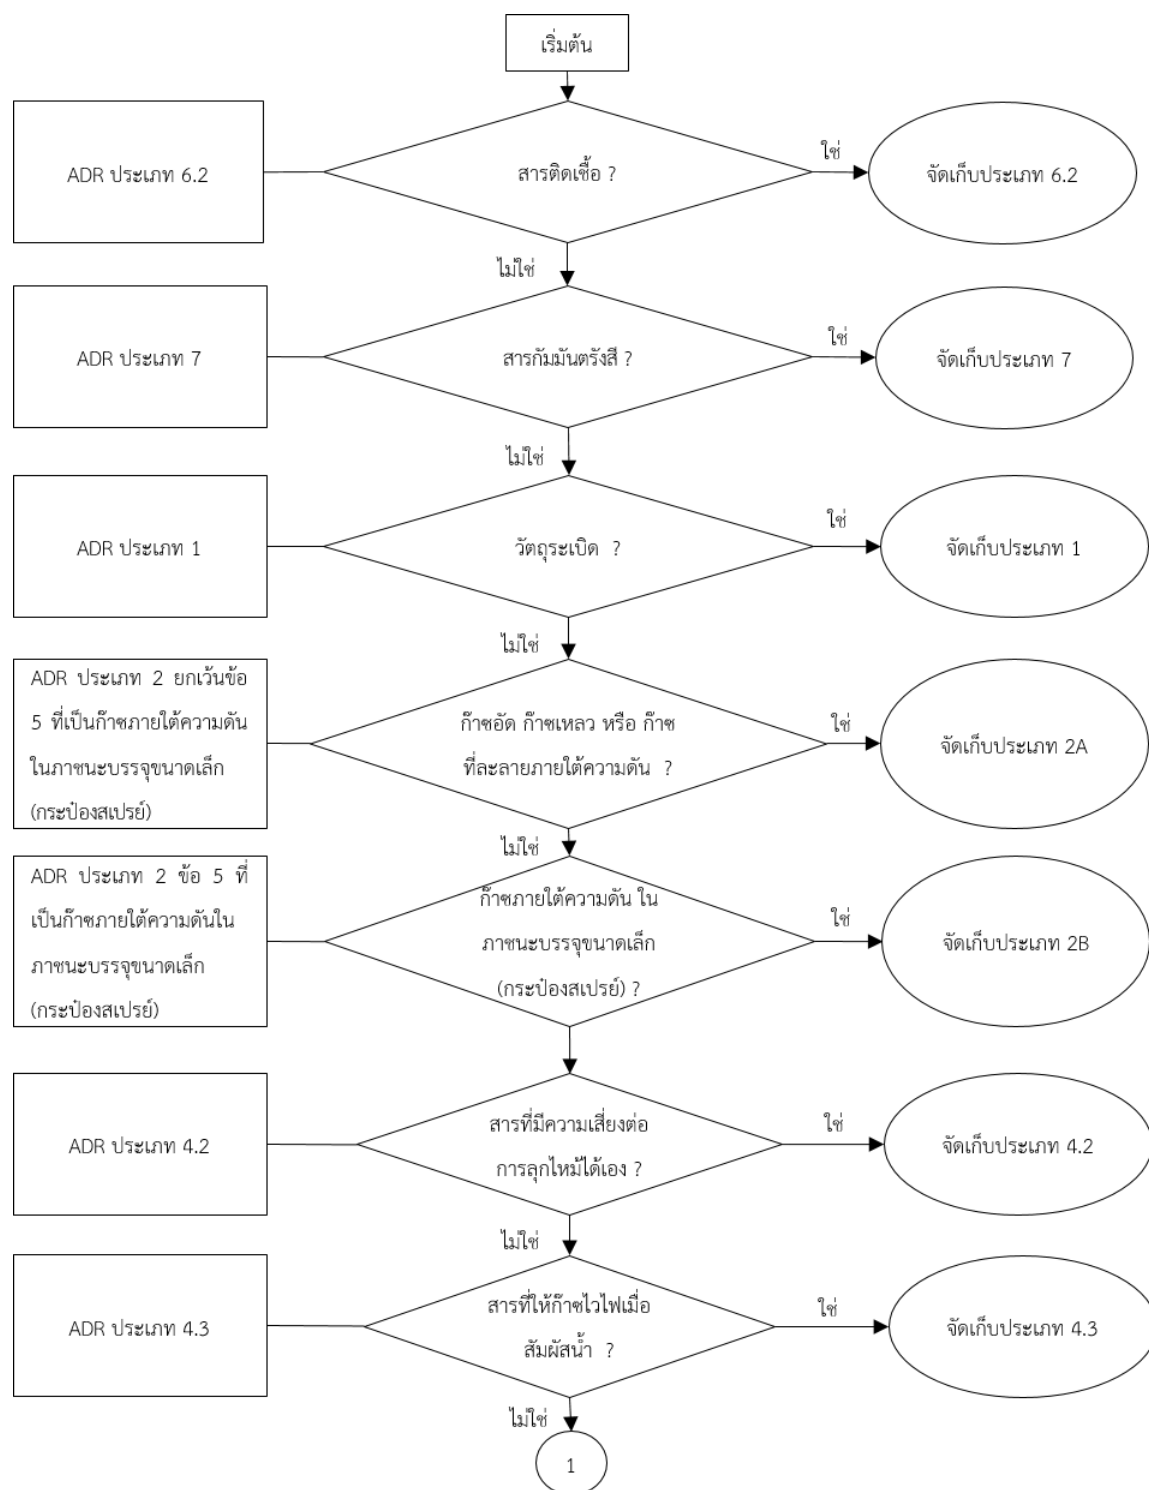 เริ่มต้น
ADR ประเภท 6.2
สารติดเชื้อ ?
ใช่
จัดเก็บประเภท 6.2
ไม่ใช่
ADR ประเภท 7
สารกัมมันตรังสี ?
ใช่
จัดเก็บประเภท 7
ไม่ใช่
ADR ประเภท 1
วัตถุระเบิด ?
ใช่
จัดเก็บประเภท 1
ไม่ใช่
ADR ประเภท 2 ยกเว้นข้อ
5 ที่เป็นก๊าซภายใต้ความดัน
ในภาชนะบรรจุขนาดเล็ก
(กระป๋องสเปรย์)
ก๊าซอัด ก๊าซเหลว หรือ ก๊าซ
ที่ละลายภายใต้ความดัน ?
ใช่
จัดเก็บประเภท 2A
ไม่ใช่
ADR ประเภท 2 ข้อ 5 ที่
เป็นก๊าซภายใต้ความดันใน
ภาชนะบรรจุขนาดเล็ก
(กระป๋องสเปรย์)
ก๊าซภายใต้ความดัน ใน
ภาชนะบรรจุขนาดเล็ก
(กระป๋องสเปรย์) ?
ใช่
จัดเก็บประเภท 2B
ADR ประเภท 4.2
สารที่มีความเสี่ยงต่อ
การลุกไหม้ได้เอง ?
ใช่
จัดเก็บประเภท 4.2
ไม่ใช่
ADR ประเภท 4.3
สารที่ให้ก๊าซไวไฟเมื่อ
สัมผัสน้ำ ?
ใช่
จัดเก็บประเภท 4.3
ไม่ใช่
1